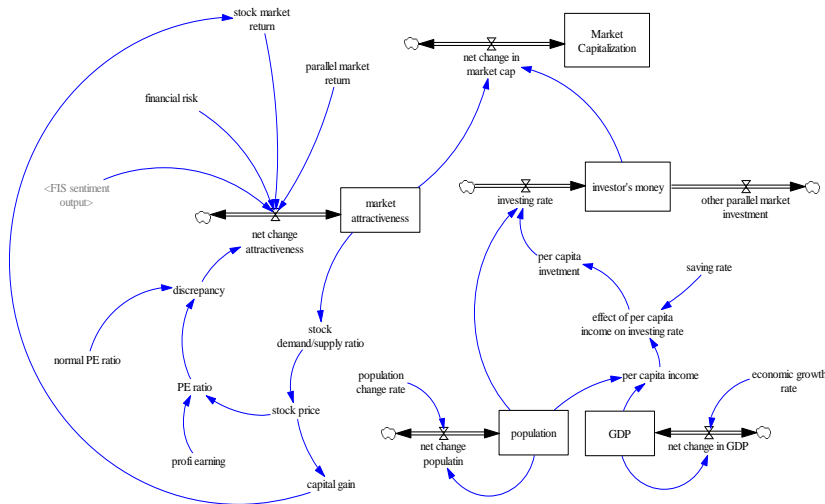 stock market
return
Market
Capitalization
net change in
market cap
parallel market
return
financial risk
<FIS sentiment
output>
market
attractiveness
investing rate
investor's money
other parallel market
investment
net change
attractiveness
per capita
invetment
saving rate
discrepancy
effect of per capita
income on investing rate
stock
demand/supply ratio
normal PE ratio
PE ratio
population
change rate
per capita income
economic growth
rate
stock price
population
GDP
net change
populatin
net change in GDP
profi earning
capital gain